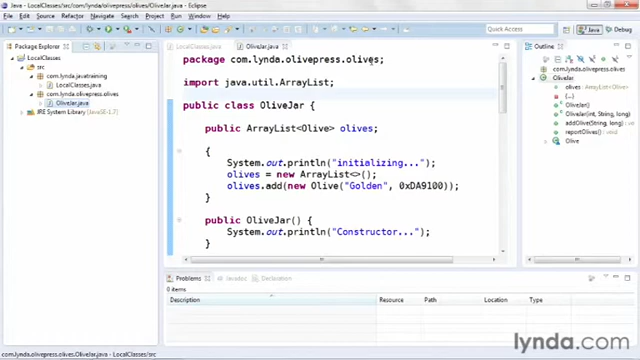 Java - LocalClasses/src/com/lynda/olivepress/olives/OliveJar.java - Eclipse
File Edit Source Refactor Navigate Search Project Run Window Help
Quick Access
Java
Debug
Package Explorer
LocalClasses
src
com.lynda.javatraining
LocalClasses.java
com.lynda.olivepress.olives
OliveJar.java
JRE System Library [JavaSE-1.7]
LocalClasses.java
OliveJar.java
package com.lynda.olivepress.olives;
import java.util.ArrayList;
public class OliveJar {
public ArrayList<Olive> olives;
{
System.out.println("initializing...");
olives = new ArrayList<>();
olives.add(new Olive("Golden", 0xDA9100));
}
public OliveJar() {
System.out.println("Constructor...");
}
Outline
com.lynda.olivepress.olives
OliveJar
olives : ArrayList<Olive>
{...}
OliveJar()
OliveJar(int, String, long)
addOlive(String, long)
reportOlives()
Olive
Problems
Javadoc
Declaration
0 items
Description Resource Path Location Type
com.lynda.olivepress.olives.OliveJar.java - LocalClasses/src
lynda.com